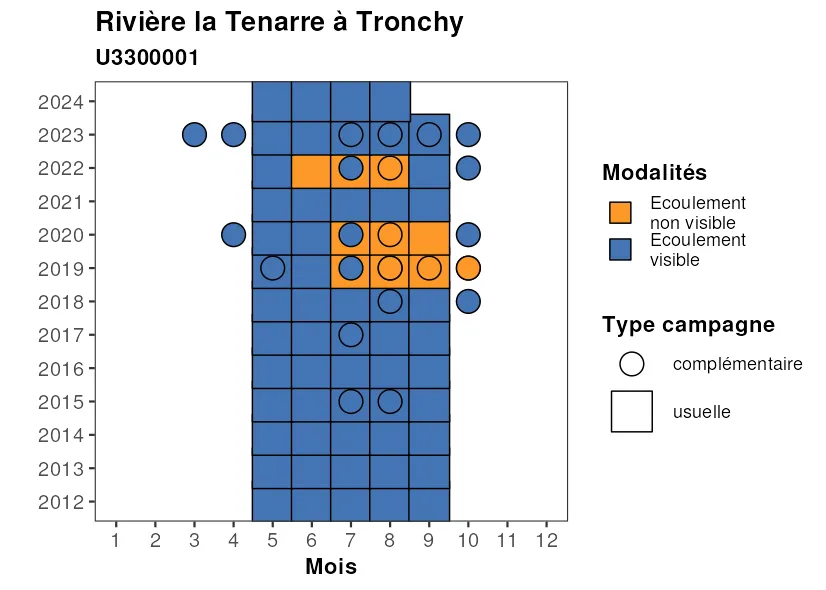 Rivière la Tenarre à Tronchy
U3300001
2024
2023
2022
2021
2020
2019
2018
2017
2016
2015
2014
2013
2012
1 2 3 4 5 6 7 8 9 10 11 12
Mois
Modalités
Ecoulement
non visible
Ecoulement
visible
Type campagne
complémentaire
usuelle